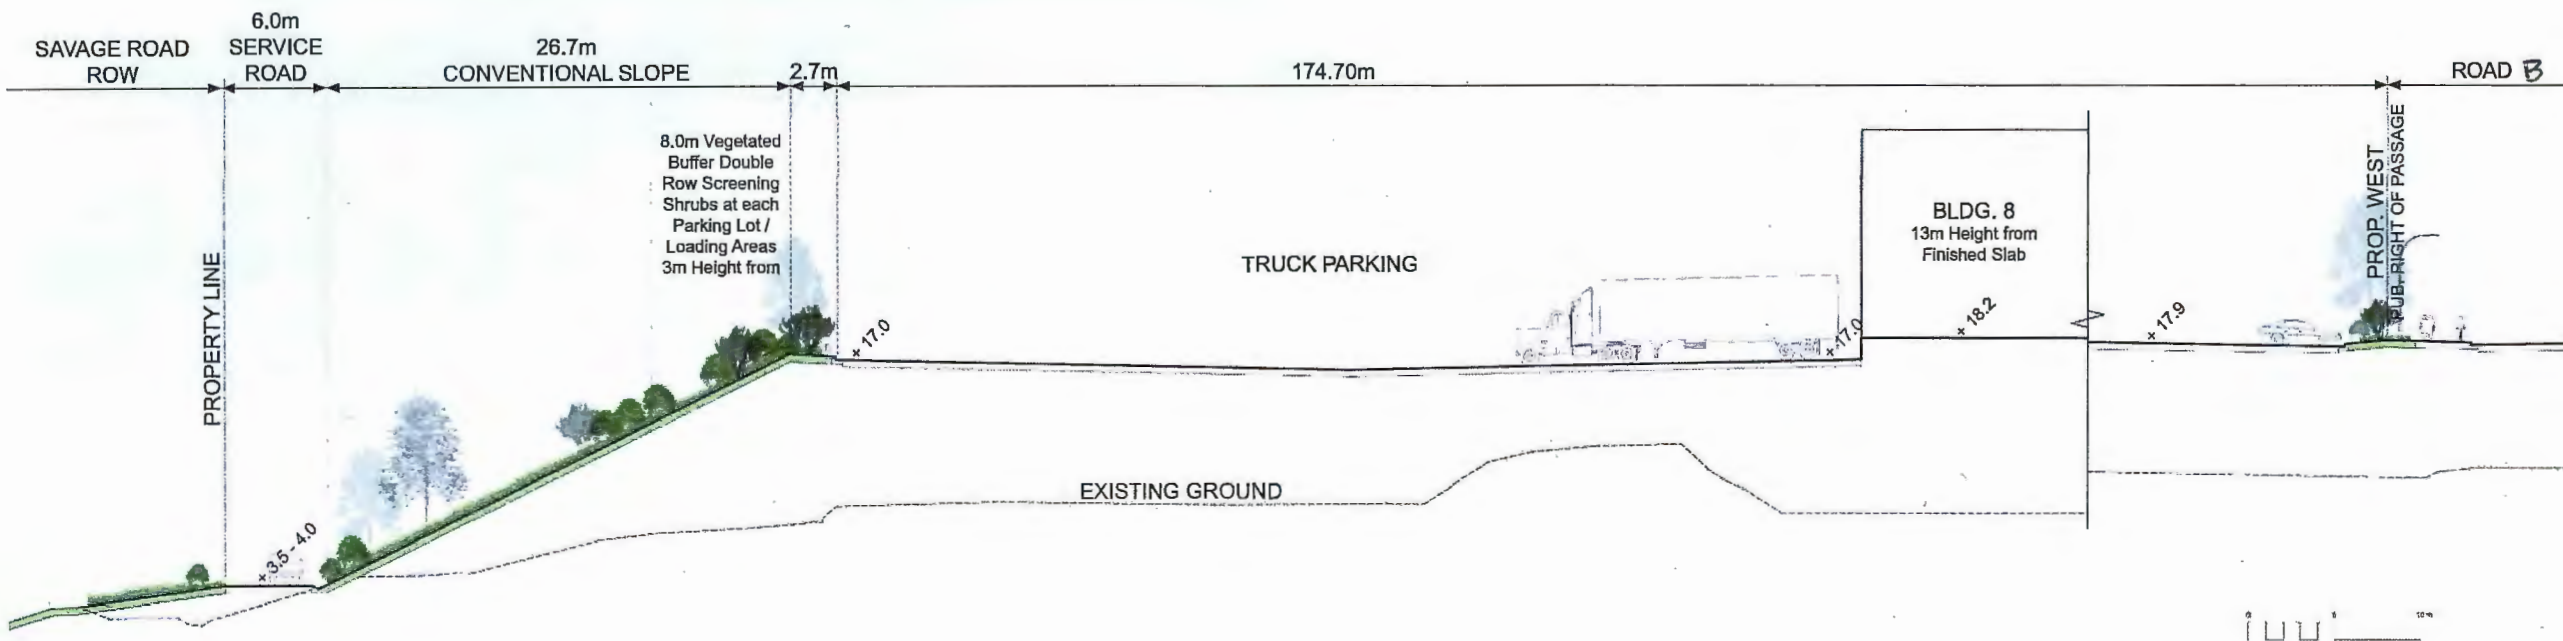 SAVAGE ROAD
ROW
6.0m
SERVICE
ROAD
26.7m
CONVENTIONAL SLOPE
2.7m
174.70m
ROAD B
8.0m Vegetated
Buffer Double
Row Screening
Shrubs at each
Parking Lot /
Loading Areas
3m Height from
PROPERTY LINE
3.5 - 4.0
17.0
TRUCK PARKING
17.0
BLDG. 8
13m Height from
Finished Slab
18.2
17.9
PROP. WEST
PUB. RIGHT OF PASSAGE
EXISTING GROUND
0
5
10m